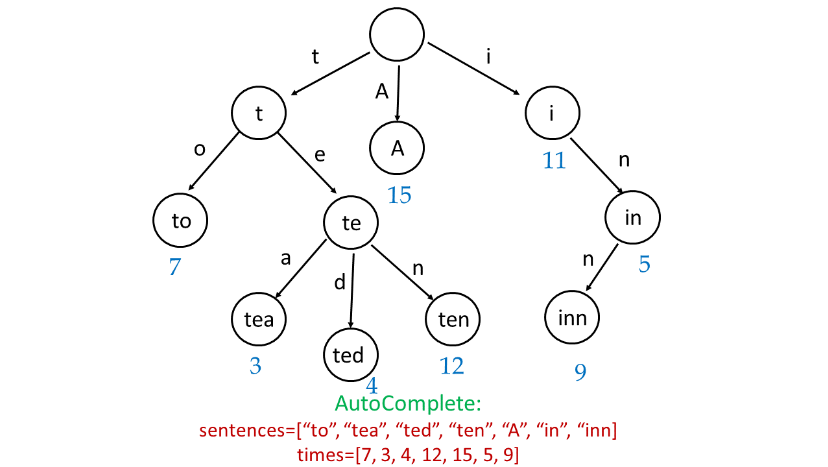 t
i
A
t
i
A
o
e
11
n
15
to
te
in
7
a
d
n
n
5
tea
ted
ten
inn
3
4
12
9
AutoComplete:
sentences=[“to”, “tea”, “ted”, “ten”, “A”, “in”, “inn]
times=[7, 3, 4, 12, 15, 5, 9]